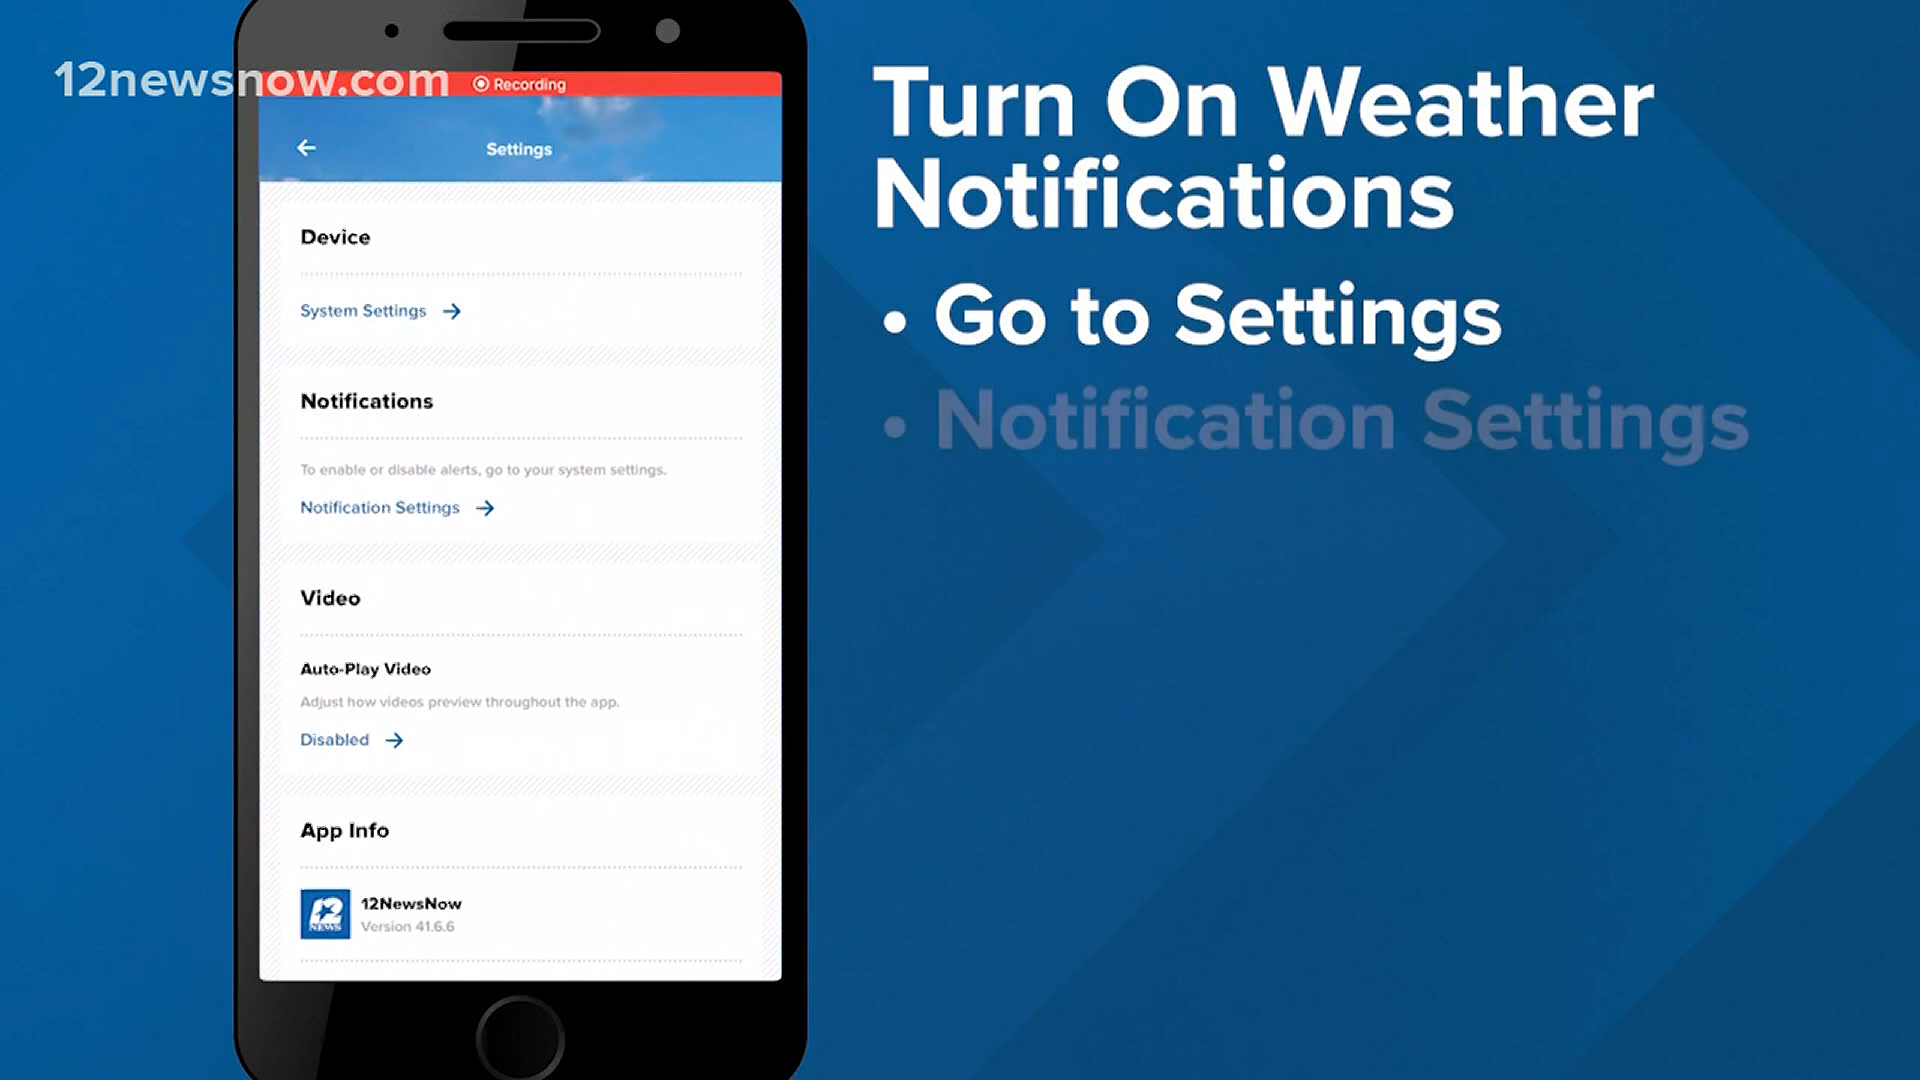 12newsnow.com
Recording
Settings
Device
System Settings →
Notifications
To enable or disable alerts, go to your system settings.
Notification Settings →
Video
Auto-Play Video
Adjust how videos preview throughout the app.
Disabled →
App Info
12
NEWS
12NewsNow
Version 41.6.6
Turn On Weather
Notifications
• Go to Settings
• Notification Settings